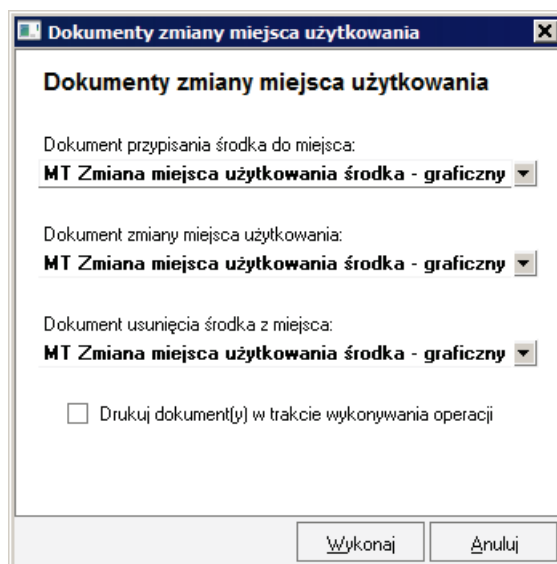 Dokumenty zmiany miejsca użytkowania
Dokumenty zmiany miejsca użytkowania
Dokument przypisania środka do miejsca:
MT Zmiana miejsca użytkowania środka - graficzny
Dokument zmiany miejsca użytkowania:
MT Zmiana miejsca użytkowania środka - graficzny
Dokument usunięcia środka z miejsca:
MT Zmiana miejsca użytkowania środka - graficzny
Drukuj dokument(y) w trakcie wykonywania operacji
Wykonaj Anuluj